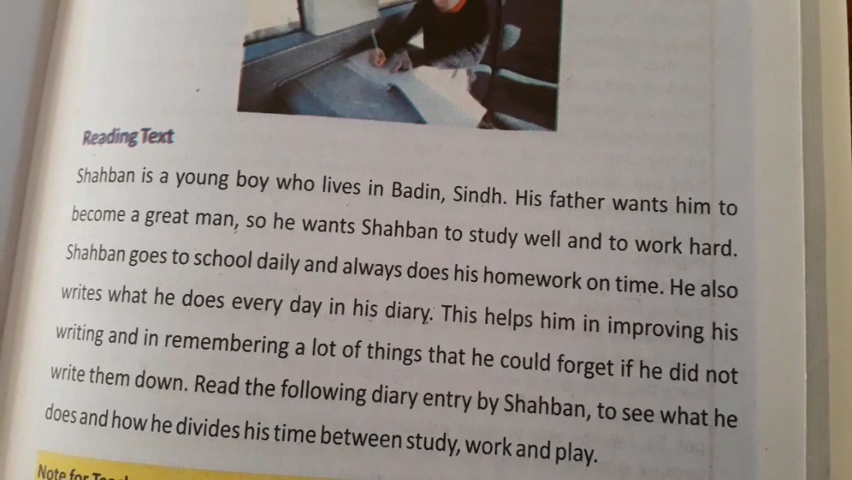 Reading Text
Shahban is a young boy who lives in Badin, Sindh. His father wants him to
become a great man, so he wants Shahban to study well and to work hard.
Shahban goes to school daily and always does his homework on time. He also
writes what he does every day in his diary. This helps him in improving his
writing and in remembering a lot of things that he could forget if he did not
write them down. Read the following diary entry by Shahban, to see what he
does and how he divides his time between study, work and play.
Note for